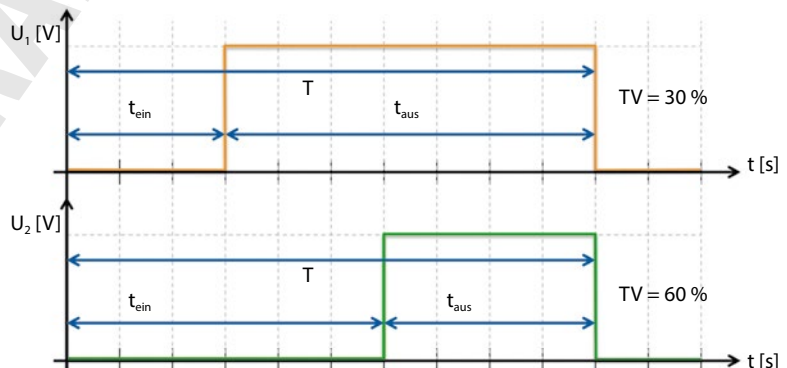 U₁ [V]
T
t_ein
t_aus
TV = 30 %
t [s]
U₂ [V]
T
t_ein
t_aus
TV = 60 %
t [s]